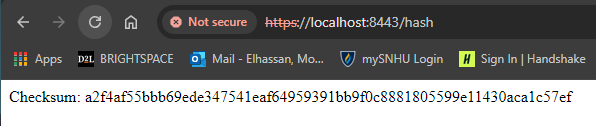 Not secure https://localhost:8443/hash
Apps D2L BRIGHTSPACE Mail - Elhassan, Mo... mySNHU Login H Sign In | Handshake
Checksum: a2f4af55bbb69ede347541eaf64959391bb9f0c8881805599e11430aca1c57ef